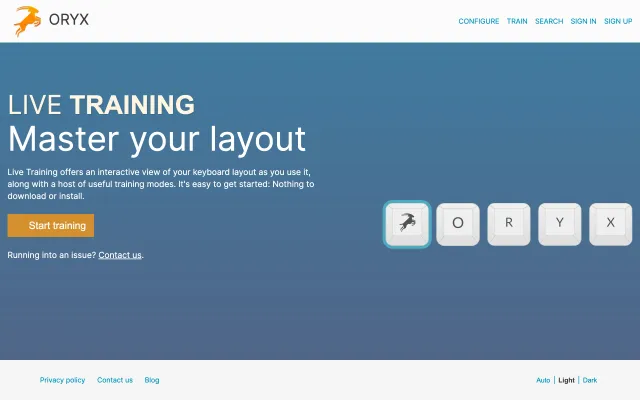 ORYX
CONFIGURE TRAIN SEARCH SIGN IN SIGN UP
LIVE TRAINING
Master your layout
Live Training offers an interactive view of your keyboard layout as you use it,
along with a host of useful training modes. It's easy to get started: Nothing to
download or install.
Start training
Running into an issue? Contact us.
O R Y X
Privacy policy Contact us Blog
Auto | Light | Dark